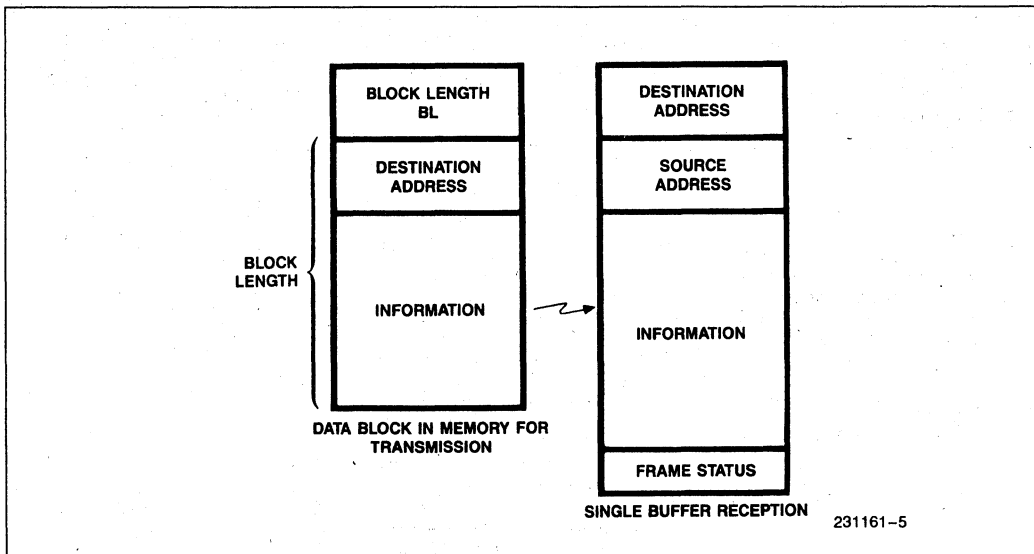 BLOCK LENGTH
BL
DESTINATION
ADDRESS
INFORMATION
BLOCK
LENGTH
DATA BLOCK IN MEMORY FOR
TRANSMISSION
DESTINATION
ADDRESS
SOURCE
ADDRESS
INFORMATION
FRAME STATUS
SINGLE BUFFER RECEPTION
231161-5